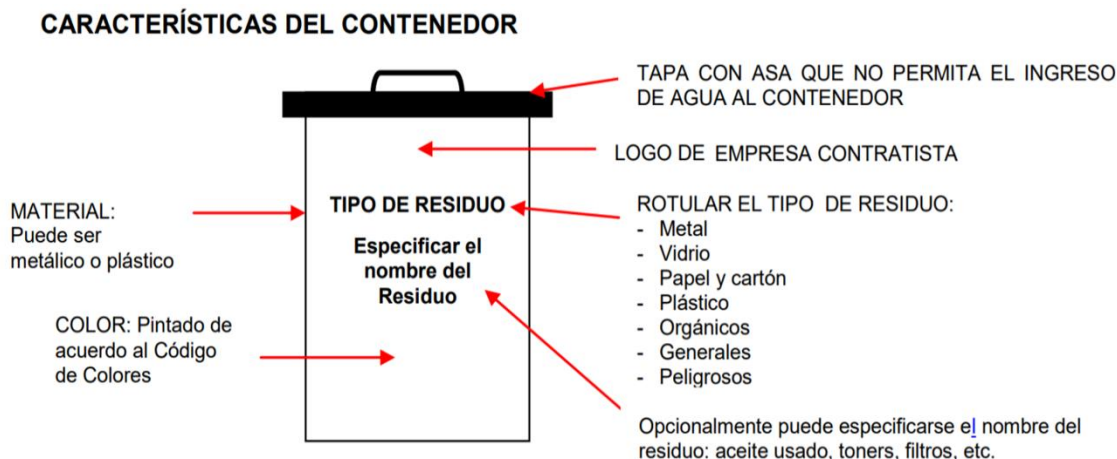 CARACTERÍSTICAS DEL CONTENEDOR
TAPA CON ASA QUE NO PERMITA EL INGRESO
DE AGUA AL CONTENEDOR
LOGO DE EMPRESA CONTRATISTA
MATERIAL:
Puede ser
metálico o plástico
TIPO DE RESIDUO
Especificar el
nombre del
Residuo
ROTULAR EL TIPO DE RESIDUO:
- Metal
- Vidrio
- Papel y cartón
- Plástico
- Orgánicos
- Generales
- Peligrosos
COLOR: Pintado de
acuerdo al Código
de Colores
Opcionalmente puede especificarse el nombre del
residuo: aceite usado, toners, filtros, etc.